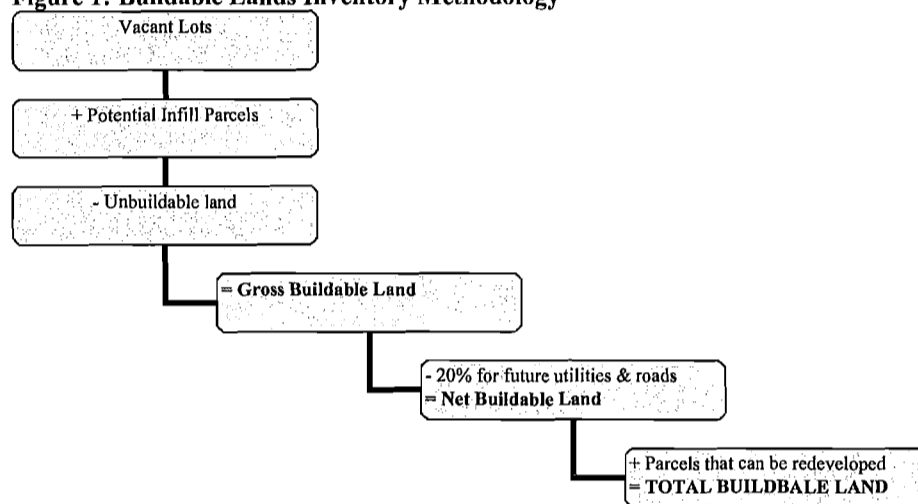 Figure 1: Buildable Lands Inventory Methodology
Vacant Lots
+ Potential Infill Parcels
- Unbuildable land
= Gross Buildable Land
- 20% for future utilities & roads
= Net Buildable Land
+ Parcels that can be redeveloped
= TOTAL BUILDBALE LAND